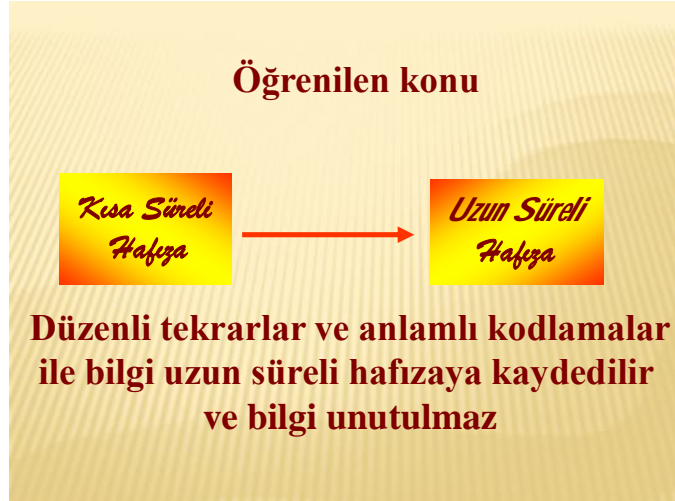 Öğrenilen konu
Kısa Süreli
Hafıza
Uzun Süreli
Hafıza
Düzenli tekrarlar ve anlamlı kodlamalar
ile bilgi uzun süreli hafızaya kaydedilir
ve bilgi unutulmaz